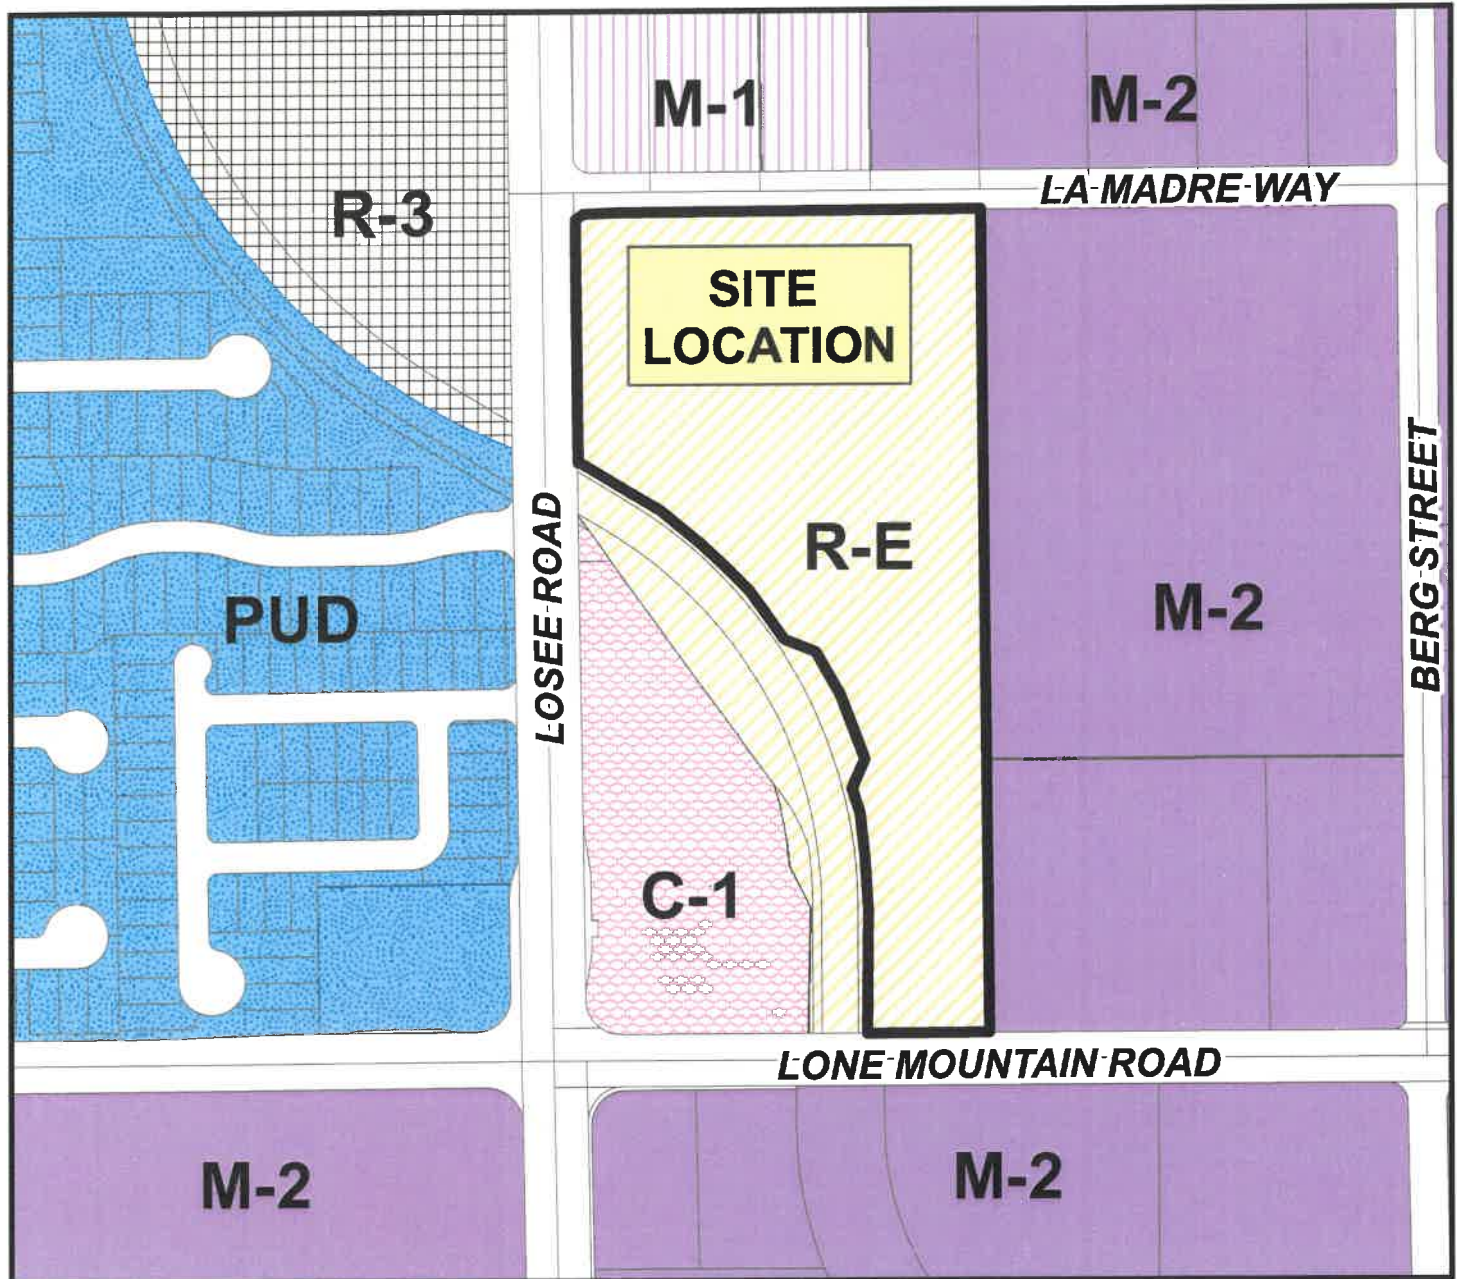 M-1
M-2
LA MADRE WAY
R-3
SITE
LOCATION
R-E
LOSEE ROAD
BERG STREET
PUD
M-2
C-1
LONE MOUNTAIN ROAD
M-2
M-2